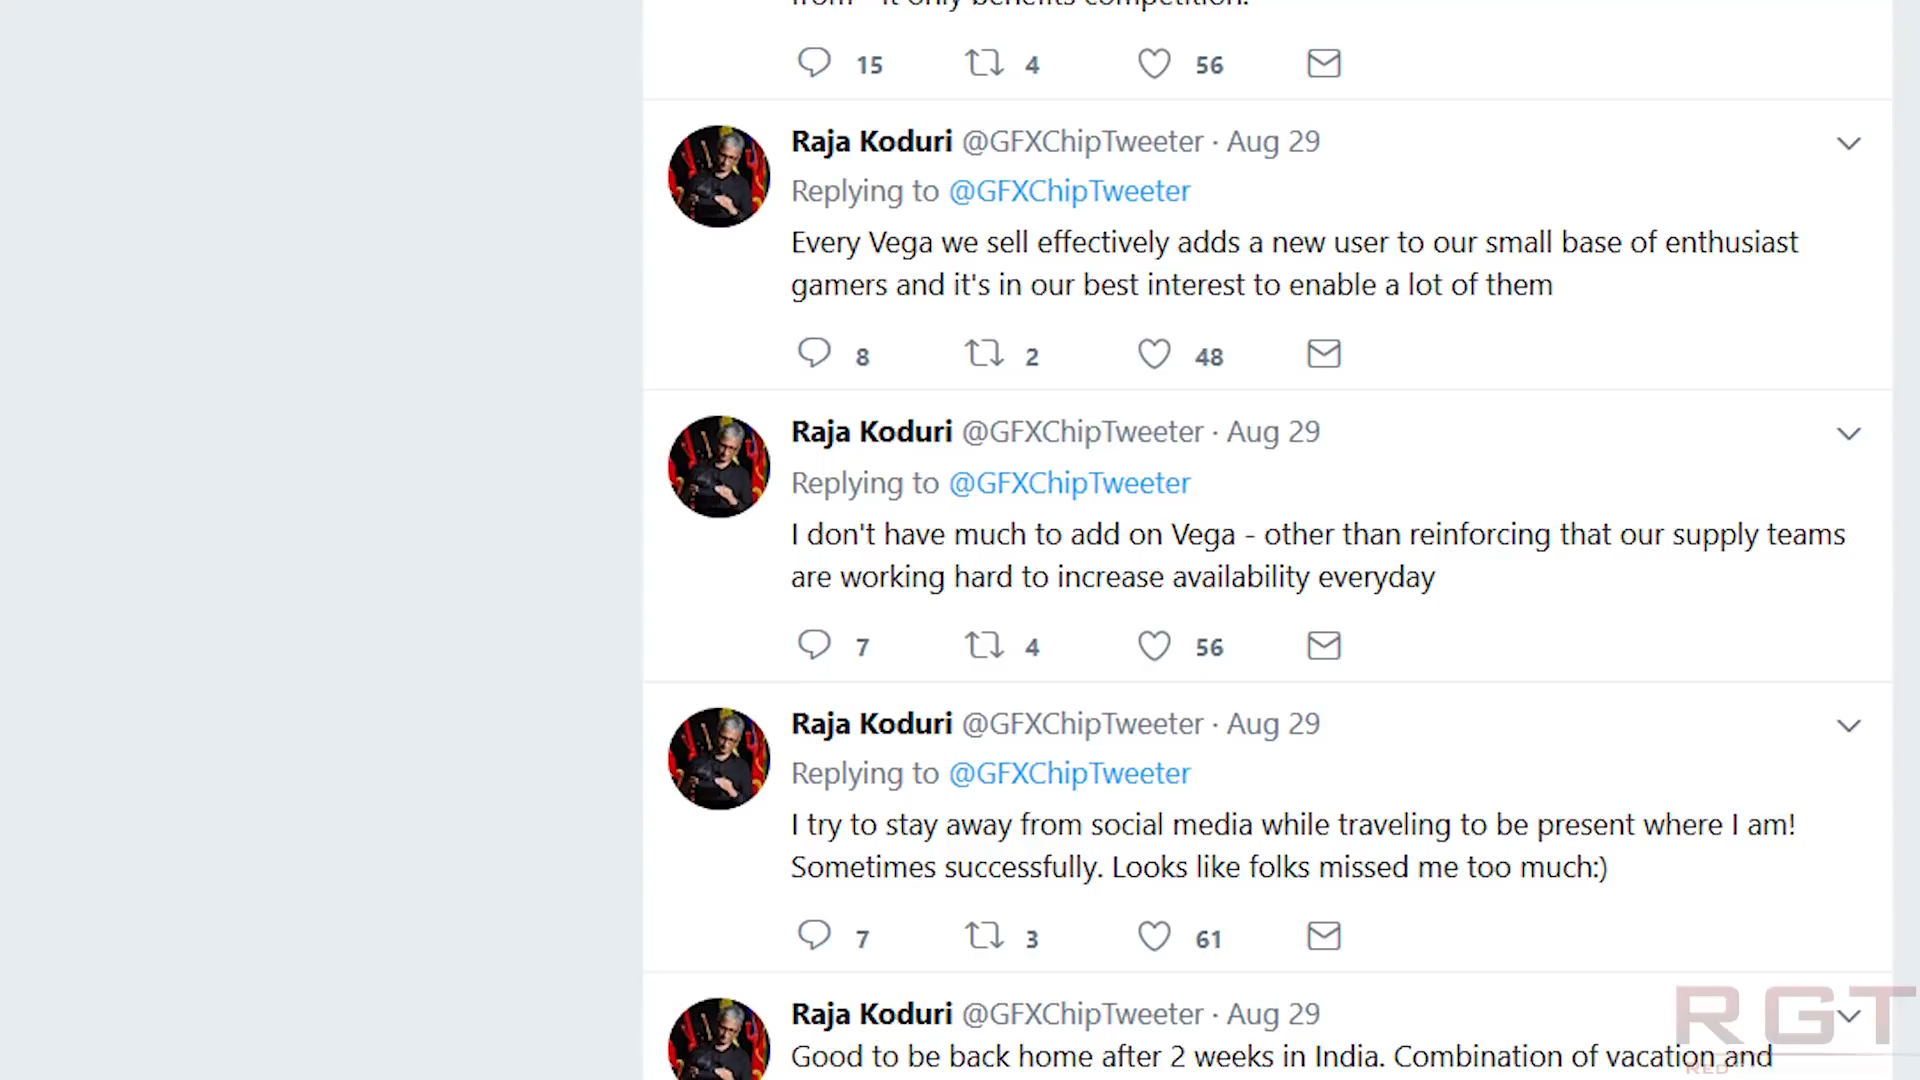 from - it only benefits competition.
15 4 56
Raja Koduri @GFXChipTweeter · Aug 29
Replying to @GFXChipTweeter
Every Vega we sell effectively adds a new user to our small base of enthusiast
gamers and it's in our best interest to enable a lot of them
8 2 48
Raja Koduri @GFXChipTweeter · Aug 29
Replying to @GFXChipTweeter
I don't have much to add on Vega - other than reinforcing that our supply teams
are working hard to increase availability everyday
7 4 56
Raja Koduri @GFXChipTweeter · Aug 29
Replying to @GFXChipTweeter
I try to stay away from social media while traveling to be present where I am!
Sometimes successfully. Looks like folks missed me too much:)
7 3 61
Raja Koduri @GFXChipTweeter · Aug 29
Good to be back home after 2 weeks in India. Combination of vacation and
RGT
RED